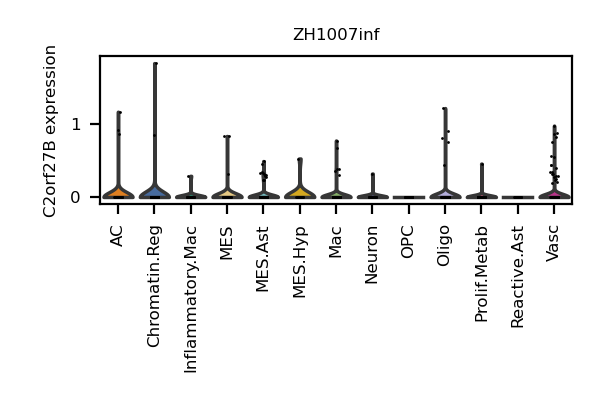 ZH1007inf
C2orf27B expression
1
0
AC
Chromatin.Reg
Inflammatory.Mac
MES
MES.Ast
MES.Hyp
Mac
Neuron
OPC
Oligo
Prolif.Metab
Reactive.Ast
Vasc